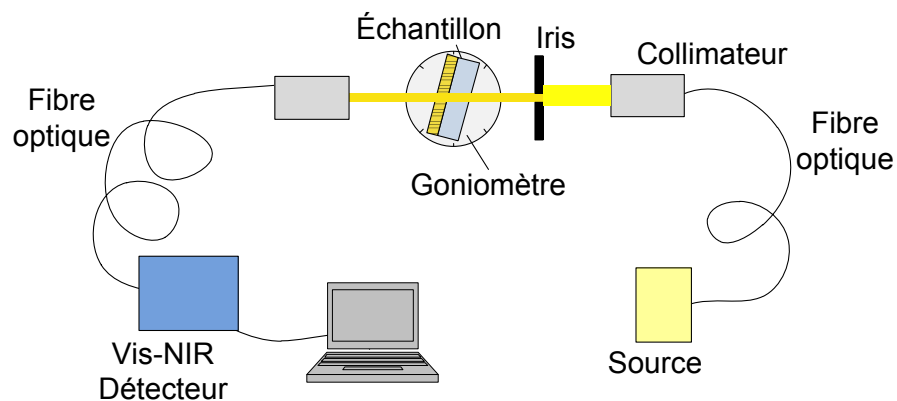 Échantillon
Iris
Collimateur
Fibre
optique
Goniomètre
Fibre
optique
Vis-NIR
Détecteur
Source